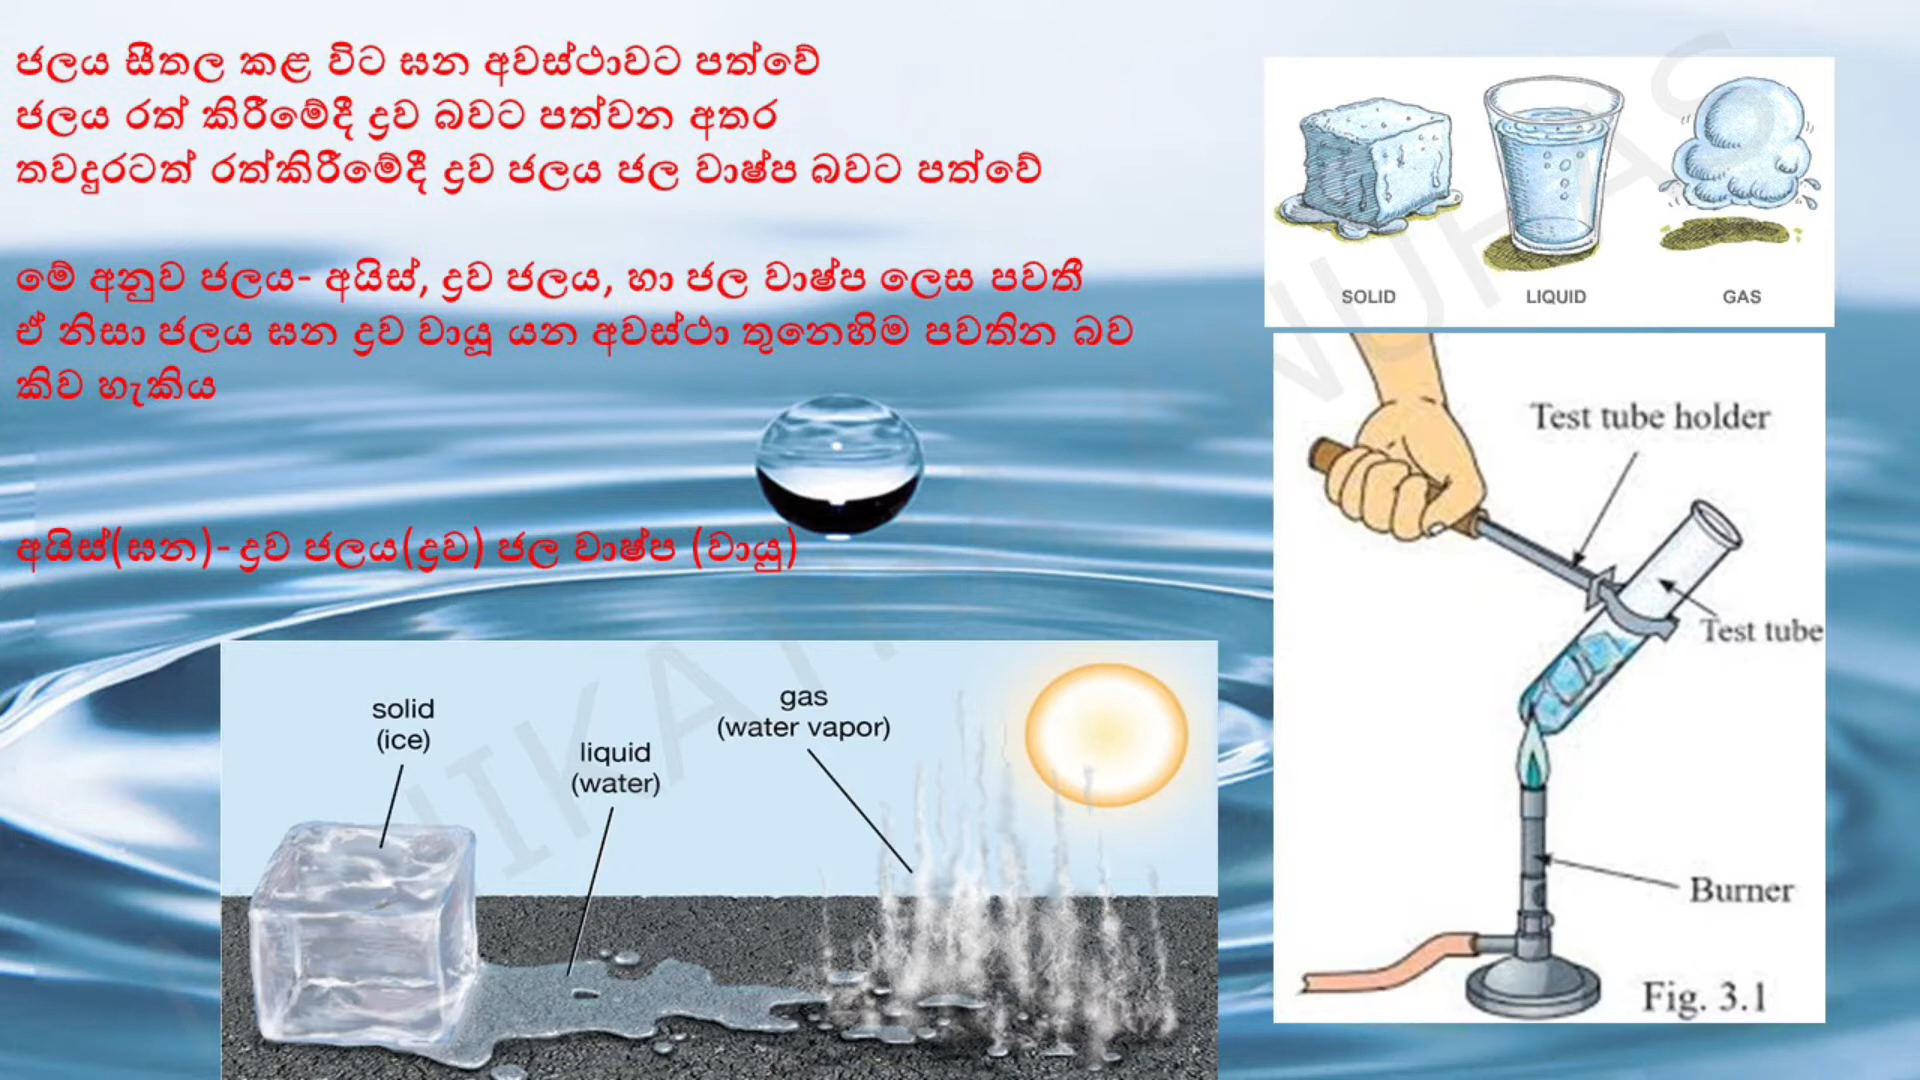 ජලය සීතල කළ විට ඝන අවස්ථාවට පත්වේ
ජලය රත් කිරීමේදී ද්‍රව බවට පත්වන අතර
තවදුරටත් රත්කිරීමේදී ද්‍රව ජලය ජල වාෂ්ප බවට පත්වේ
මේ අනුව ජලය- අයිස්, ද්‍රව ජලය, හා ජල වාෂ්ප ලෙස පවතී
ඒ නිසා ජලය ඝන ද්‍රව වායූ යන අවස්ථා තුනෙහිම පවතින බව
කිව හැකිය
අයිස්(ඝන)- ද්‍රව ජලය(ද්‍රව) ජල වාෂ්ප (වායු)
SOLID LIQUID GAS
Test tube holder
Test tube
Burner
Fig. 3.1
solid
(ice)
liquid
(water)
gas
(water vapor)